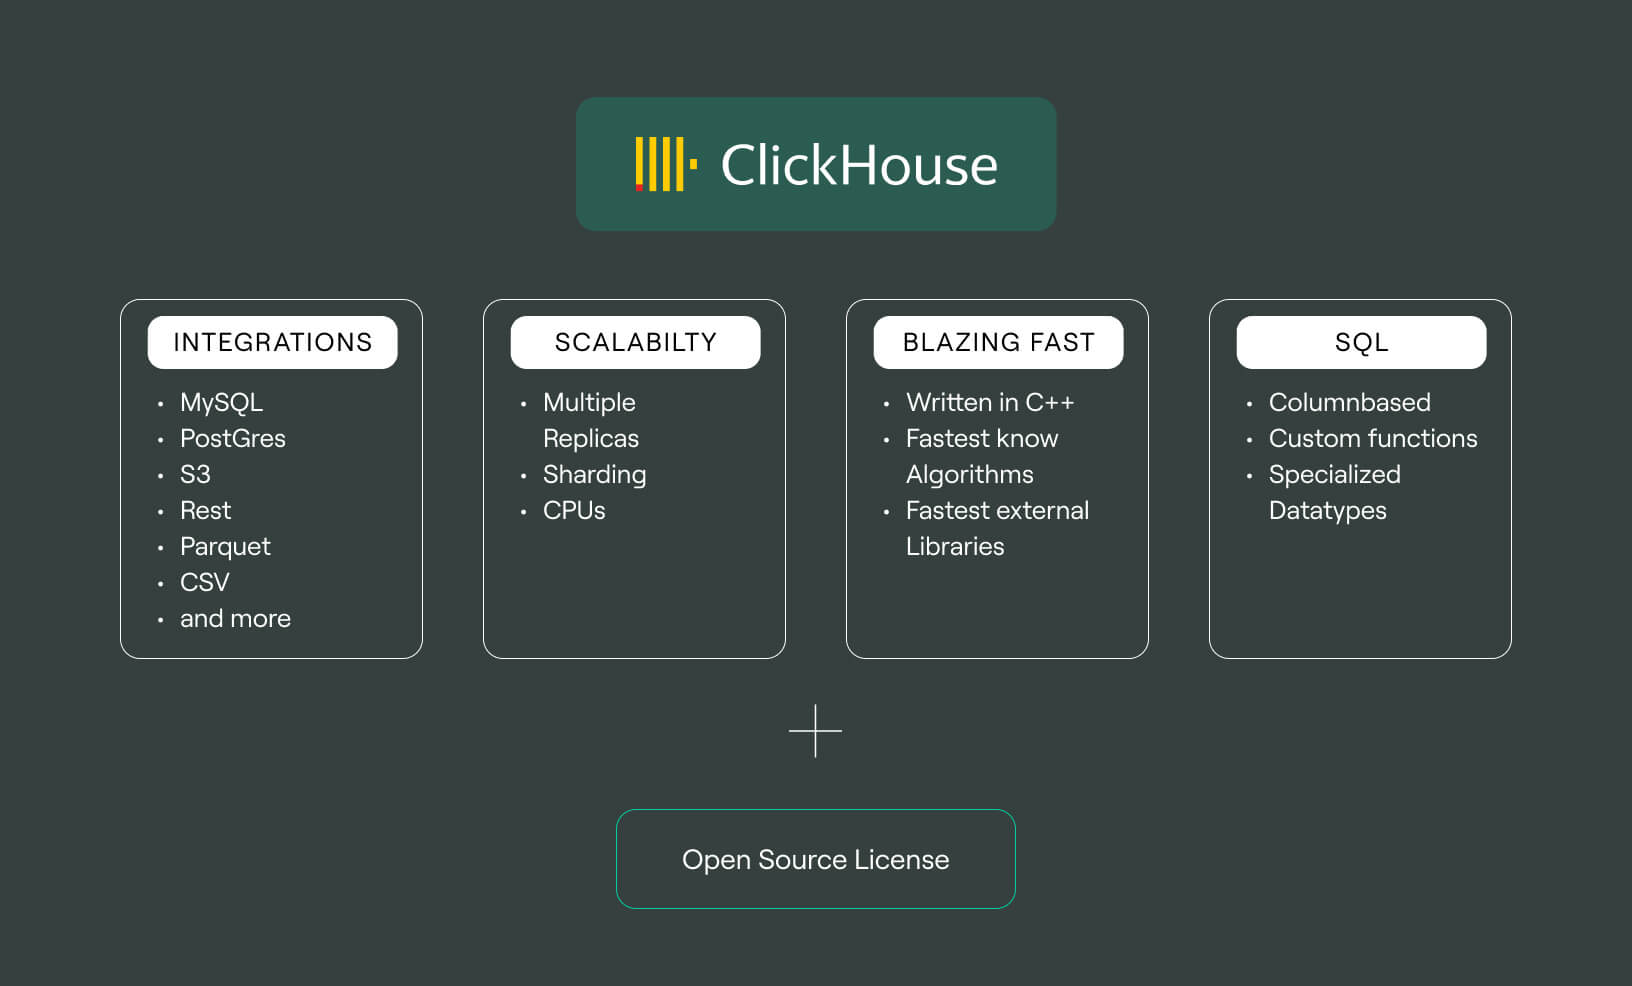 ClickHouse
INTEGRATIONS
• MySQL
• PostGres
• S3
• Rest
• Parquet
• CSV
• and more
SCALABILTY
• Multiple
Replicas
• Sharding
• CPUs
BLAZING FAST
• Written in C++
• Fastest know
Algorithms
• Fastest external
Libraries
SQL
• Columnbased
• Custom functions
• Specialized
Datatypes
Open Source License